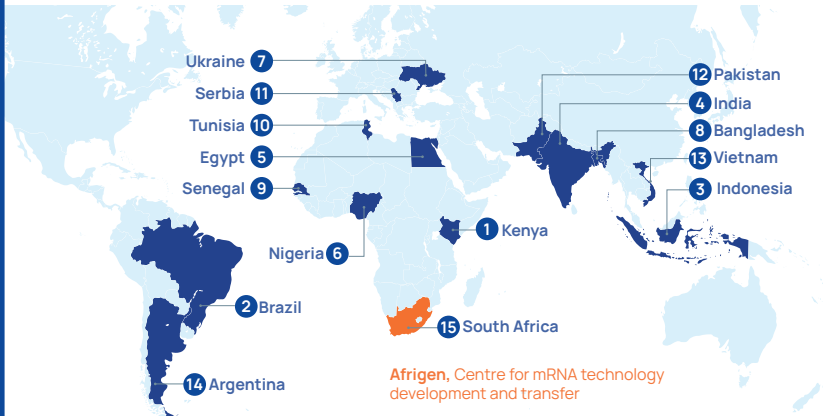 Ukraine 7
Serbia 11
Tunisia 10
Egypt 5
Senegal 9
Nigeria 6
2 Brazil
14 Argentina
1 Kenya
15 South Africa
12 Pakistan
4 India
8 Bangladesh
13 Vietnam
3 Indonesia
Afrigen, Centre for mRNA technology
development and transfer